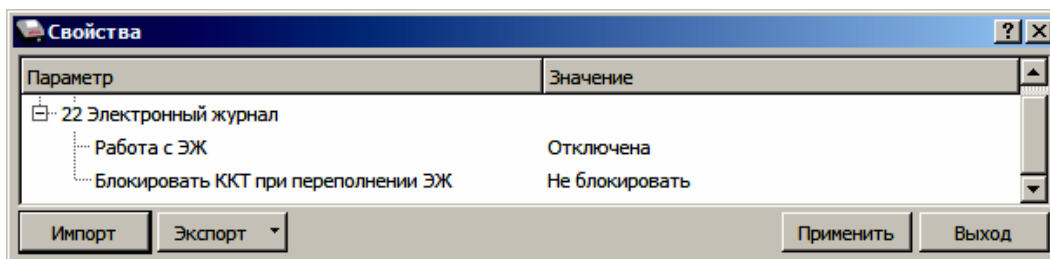 Свойства
Параметр Значение
22 Электронный журнал
Работа с ЭЖ Отключена
Блокировать ККТ при переполнении ЭЖ Не блокировать
Импорт Экспорт Применить Выход